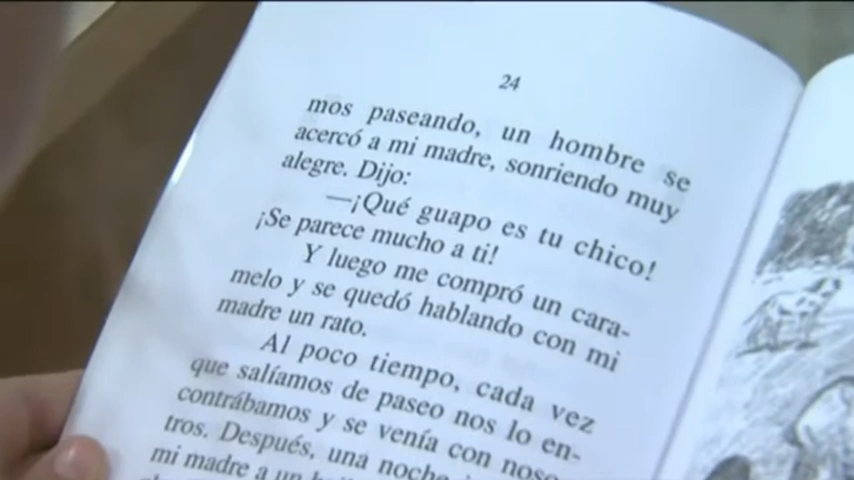 24
mos paseando, un hombre se
acercó a mi madre, sonriendo muy
alegre. Dijo:
—¡Qué guapo es tu chico!
¡Se parece mucho a ti!
Y luego me compró un cara-
melo y se quedó hablando con mi
madre un rato.
Al poco tiempo, cada vez
que salíamos de paseo nos lo en-
contrábamos y se venía con noso-
tros. Después, una noche
mi madre a un